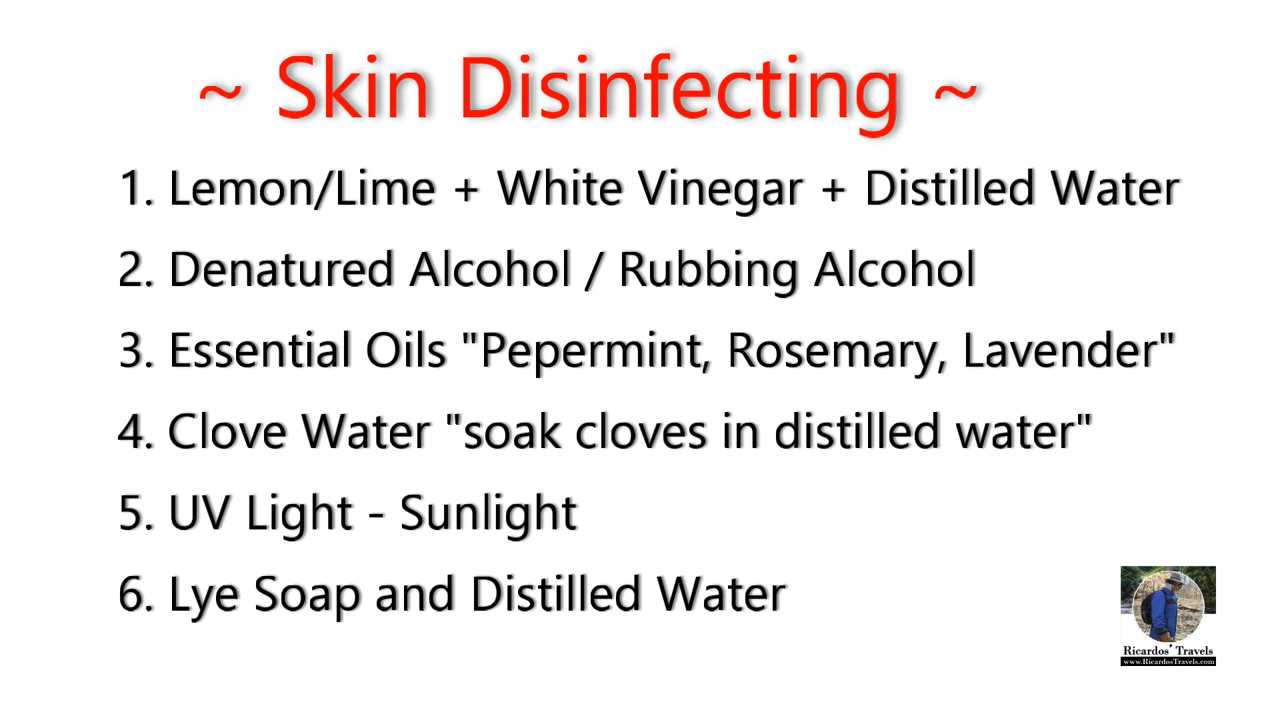 ~ Skin Disinfecting ~
1. Lemon/Lime + White Vinegar + Distilled Water
2. Denatured Alcohol / Rubbing Alcohol
3. Essential Oils "Pepermint, Rosemary, Lavender"
4. Clove Water "soak cloves in distilled water"
5. UV Light - Sunlight
6. Lye Soap and Distilled Water
Ricardos' Travels
www.RicardosTravels.com